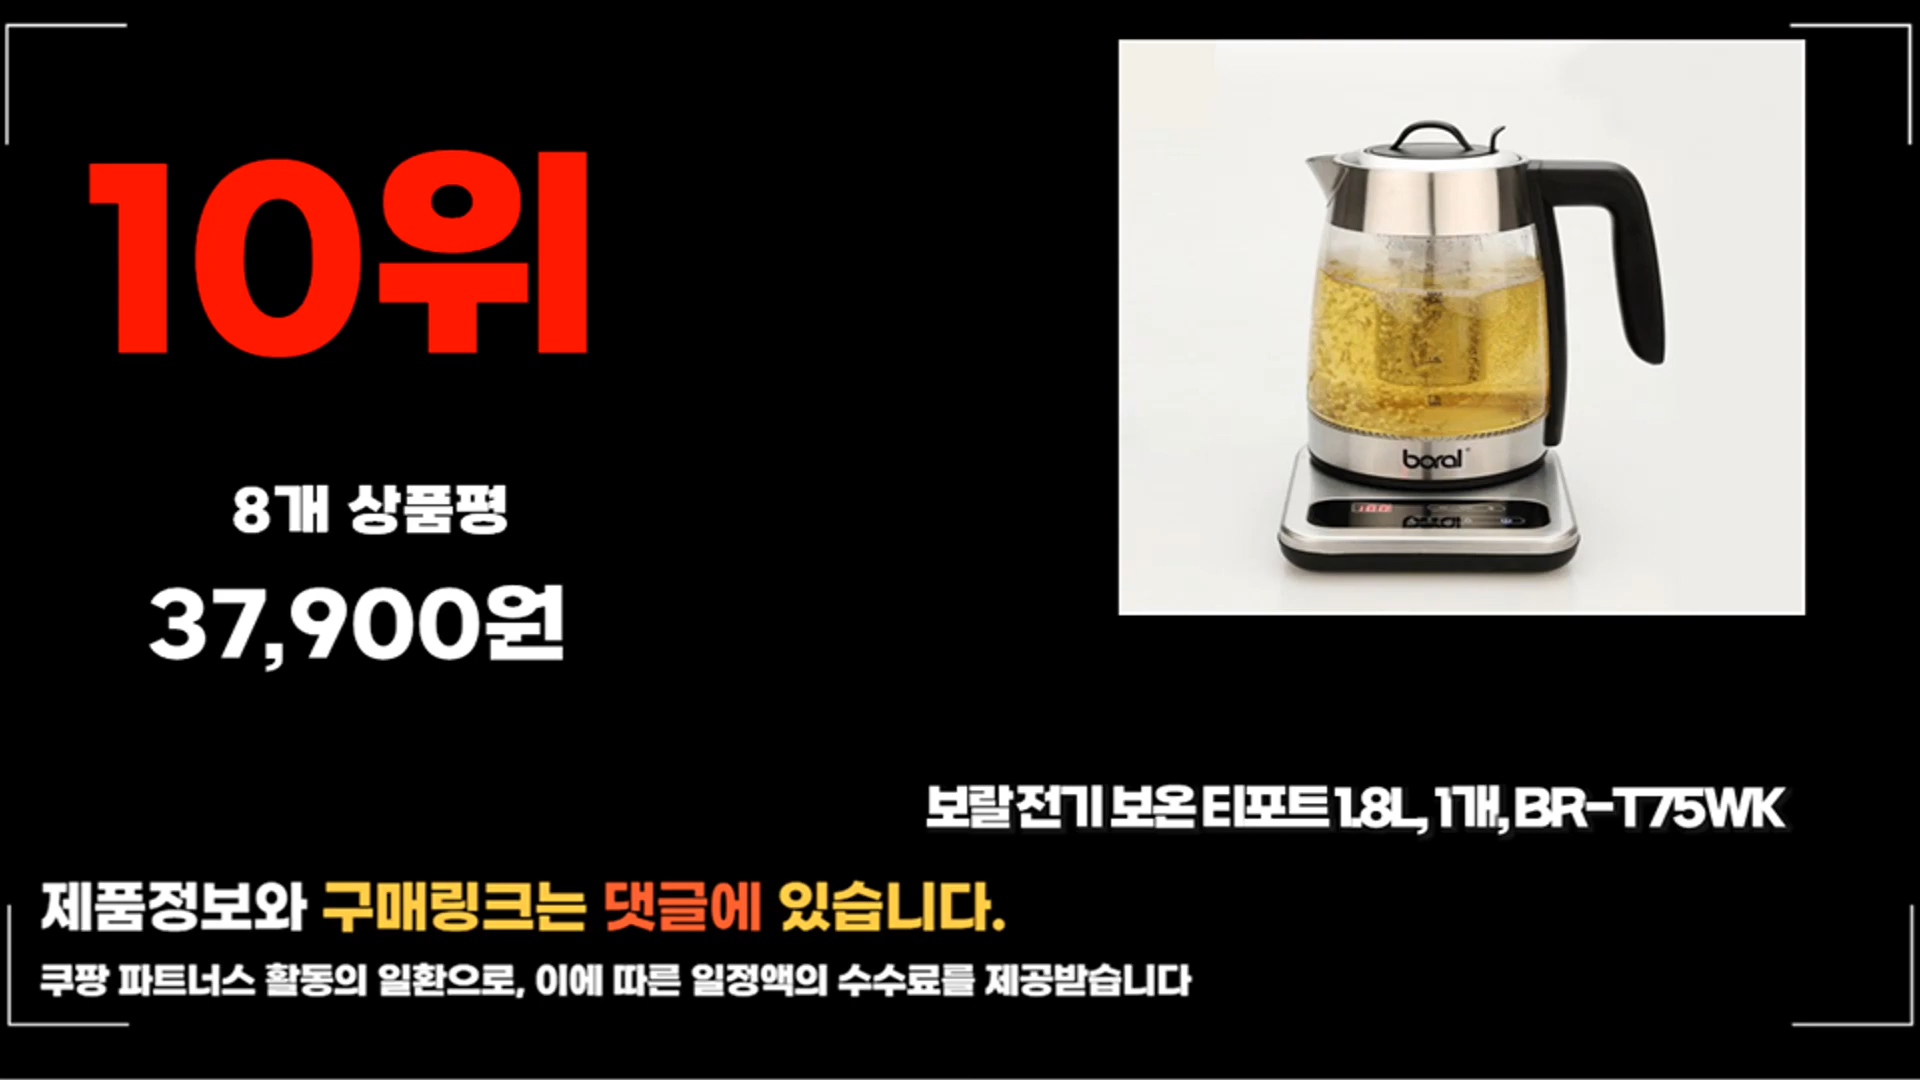 10위
8개 상품평
37,900원
boral
100
보랄 전기 보온 티포트 1.8L, 1개, BR-T75WK
제품정보와 구매링크는 댓글에 있습니다.
쿠팡 파트너스 활동의 일환으로, 이에 따른 일정액의 수수료를 제공받습니다